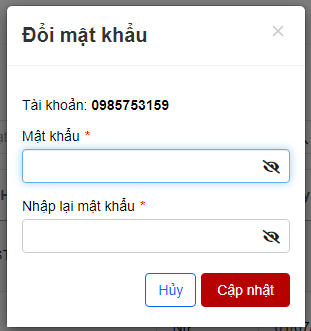 Đổi mật khẩu
×
Tài khoản: 0985753159
Mật khẩu *
Nhập lại mật khẩu *
Hủy
Cập nhật